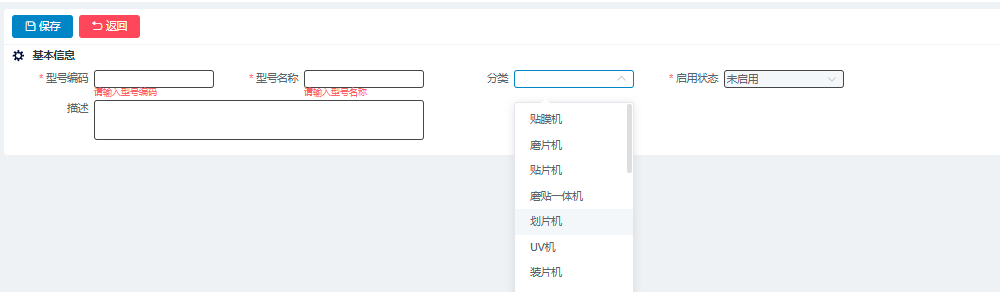 保存 返回
基本信息
* 型号编码 * 型号名称 分类 * 启用状态 未启用
请输入型号编码 请输入型号名称
描述
贴膜机
磨片机
贴片机
磨贴一体机
划片机
UV机
装片机